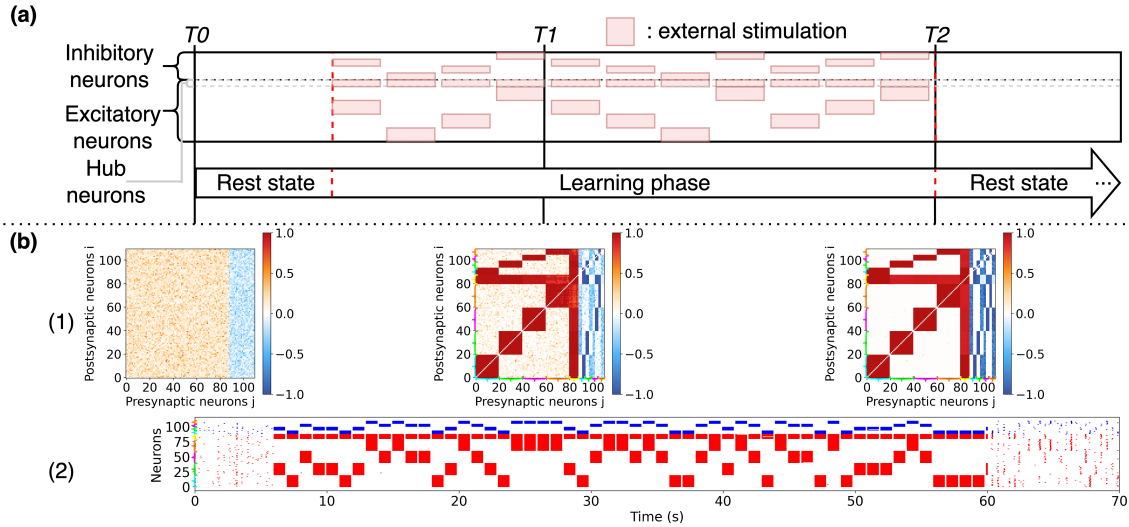 (a)
T0
T1
T2
: external stimulation
Inhibitory
neurons
Excitatory
neurons
Hub
neurons
Rest state
Learning phase
Rest state
...
(b)
(1)
Postsynaptic neurons i
100
80
60
40
20
0
0 20 40 60 80 100
Presynaptic neurons j
1.0
0.5
0.0
−0.5
−1.0
Postsynaptic neurons i
100
80
60
40
20
0
0 20 40 60 80 100
Presynaptic neurons j
1.0
0.5
0.0
−0.5
−1.0
Postsynaptic neurons i
100
80
60
40
20
0
0 20 40 60 80 100
Presynaptic neurons j
1.0
0.5
0.0
−0.5
−1.0
(2)
Neurons
100
75
50
25
0
0 10 20 30 40 50 60 70
Time (s)